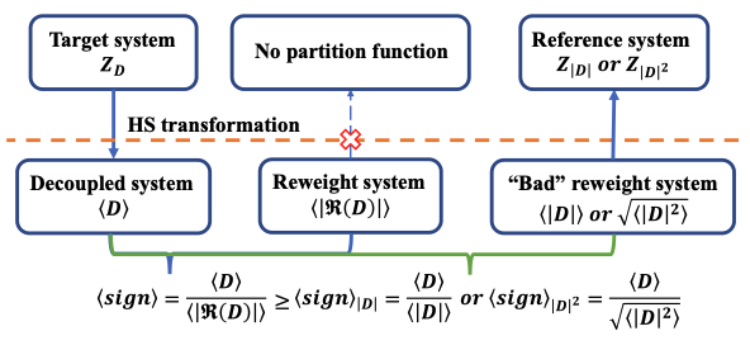 Target system
Z_D
No partition function
Reference system
Z_{|D|} or Z_{|D|^2}
HS transformation
Decoupled system
⟨D⟩
Reweight system
⟨|ℜ(D)|⟩
“Bad” reweight system
⟨|D|⟩ or √⟨|D|²⟩
⟨sign⟩ = ⟨D⟩/⟨|ℜ(D)|⟩ ≥ ⟨sign⟩_{|D|} = ⟨D⟩/⟨|D|⟩ or ⟨sign⟩_{|D|^2} = ⟨D⟩/√⟨|D|²⟩